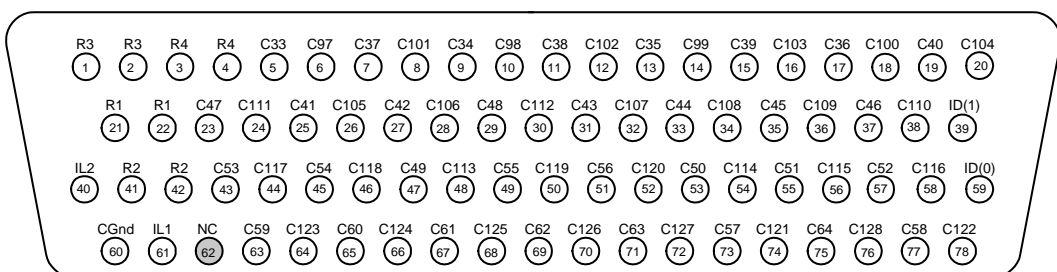 R3 R3 R4 R4 C33 C97 C37 C101 C34 C98 C38 C102 C35 C99 C39 C103 C36 C100 C40 C104
1 2 3 4 5 6 7 8 9 10 11 12 13 14 15 16 17 18 19 20
R1 R1 C47 C111 C41 C105 C42 C106 C48 C112 C43 C107 C44 C108 C45 C109 C46 C110 ID(1)
21 22 23 24 25 26 27 28 29 30 31 32 33 34 35 36 37 38 39
IL2 R2 R2 C53 C117 C54 C118 C49 C113 C55 C119 C56 C120 C50 C114 C51 C115 C52 C116 ID(0)
40 41 42 43 44 45 46 47 48 49 50 51 52 53 54 55 56 57 58 59
CGnd IL1 NC C59 C123 C60 C124 C61 C125 C62 C126 C63 C127 C57 C121 C64 C128 C58 C122
60 61 62 63 64 65 66 67 68 69 70 71 72 73 74 75 76 77 78